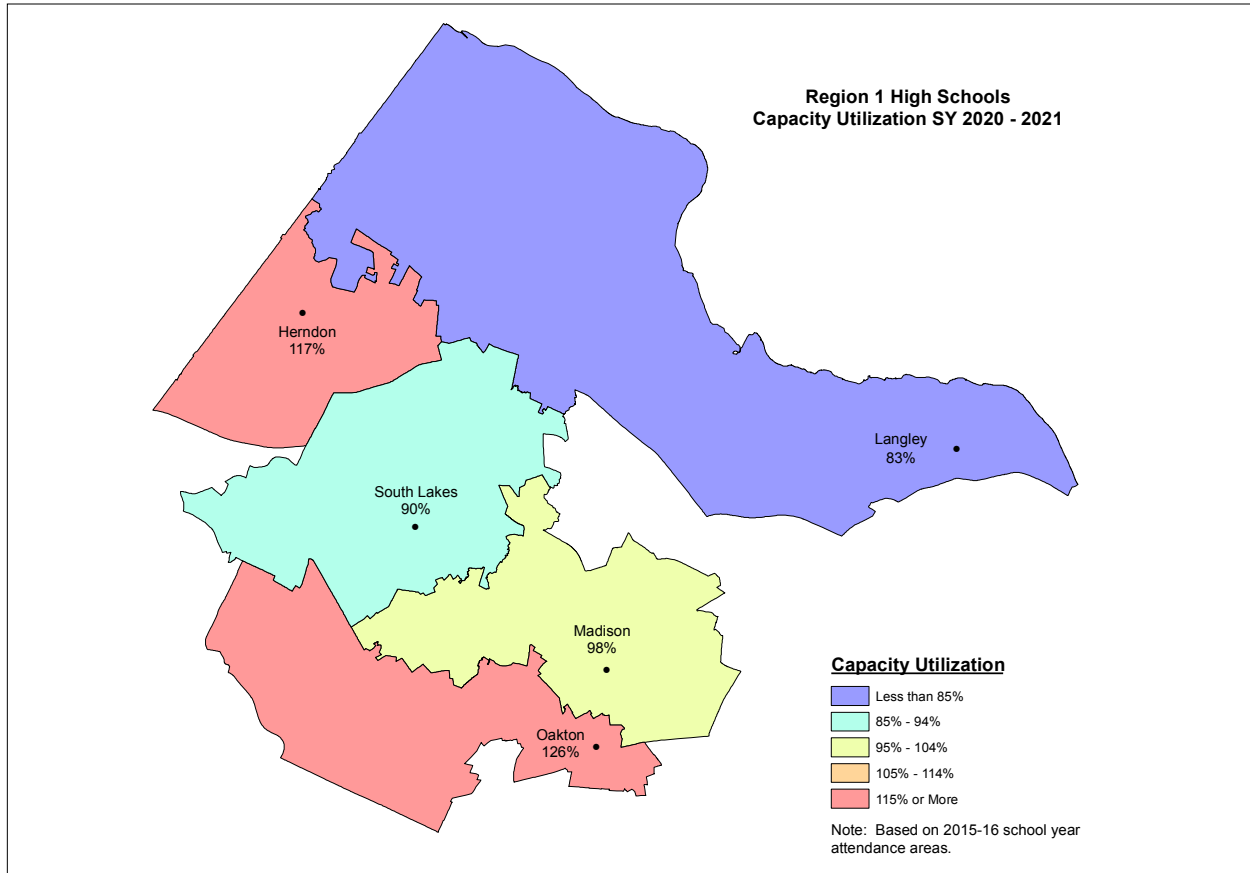 Region 1 High Schools
Capacity Utilization SY 2020 - 2021
Herndon
117%
Langley
83%
South Lakes
90%
Madison
98%
Oakton
126%
Capacity Utilization
Less than 85%
85% - 94%
95% - 104%
105% - 114%
115% or More
Note:  Based on 2015-16 school year
attendance areas.